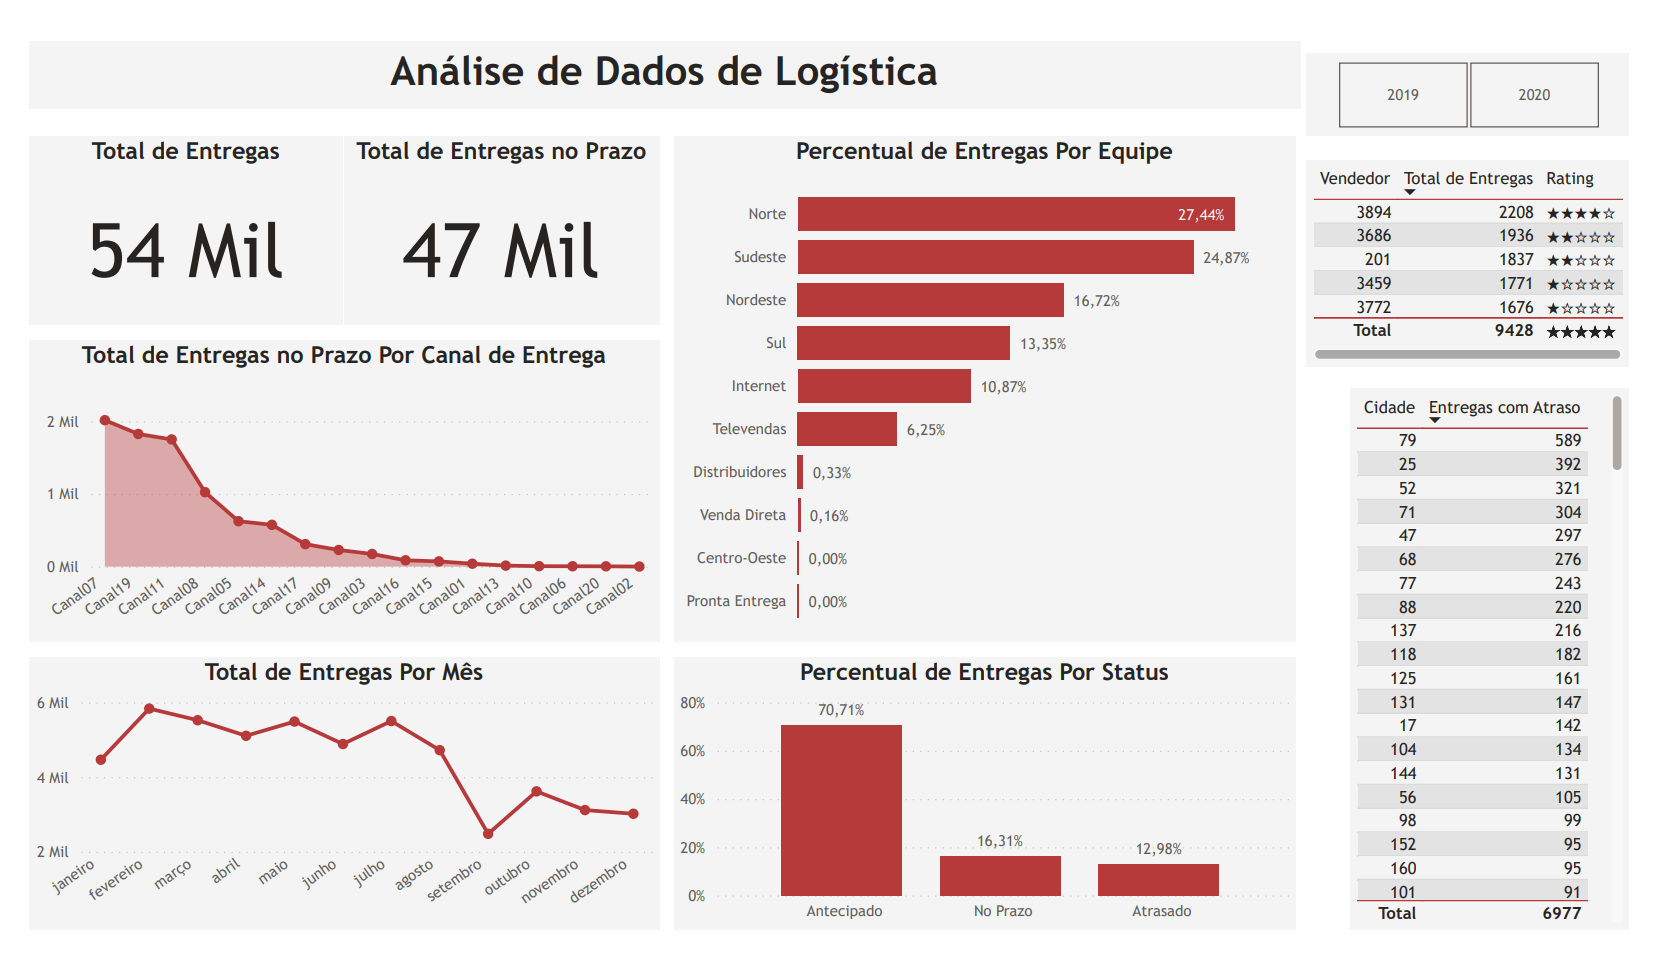 Análise de Dados de Logística
2019
2020
Total de Entregas
54 Mil
Total de Entregas no Prazo
47 Mil
Total de Entregas no Prazo Por Canal de Entrega
2 Mil
1 Mil
0 Mil
Canal07
Canal19
Canal11
Canal08
Canal05
Canal14
Canal17
Canal09
Canal03
Canal16
Canal15
Canal01
Canal13
Canal10
Canal06
Canal20
Canal02
Total de Entregas Por Mês
6 Mil
4 Mil
2 Mil
janeiro
fevereiro
março
abril
maio
junho
julho
agosto
setembro
outubro
novembro
dezembro
Percentual de Entregas Por Equipe
Norte 27,44%
Sudeste 24,87%
Nordeste 16,72%
Sul 13,35%
Internet 10,87%
Televendas 6,25%
Distribuidores 0,33%
Venda Direta 0,16%
Centro-Oeste 0,00%
Pronta Entrega 0,00%
Percentual de Entregas Por Status
80%
60%
40%
20%
0%
70,71%
16,31%
12,98%
Antecipado
No Prazo
Atrasado
Vendedor Total de Entregas Rating
3894 2208 ★★★★☆
3686 1936 ★★☆☆☆
201 1837 ★★☆☆☆
3459 1771 ★☆☆☆☆
3772 1676 ★☆☆☆☆
Total 9428 ★★★★★
Cidade Entregas com Atraso
79 589
25 392
52 321
71 304
47 297
68 276
77 243
88 220
137 216
118 182
125 161
131 147
17 142
104 134
144 131
56 105
98 99
152 95
160 95
101 91
Total 6977